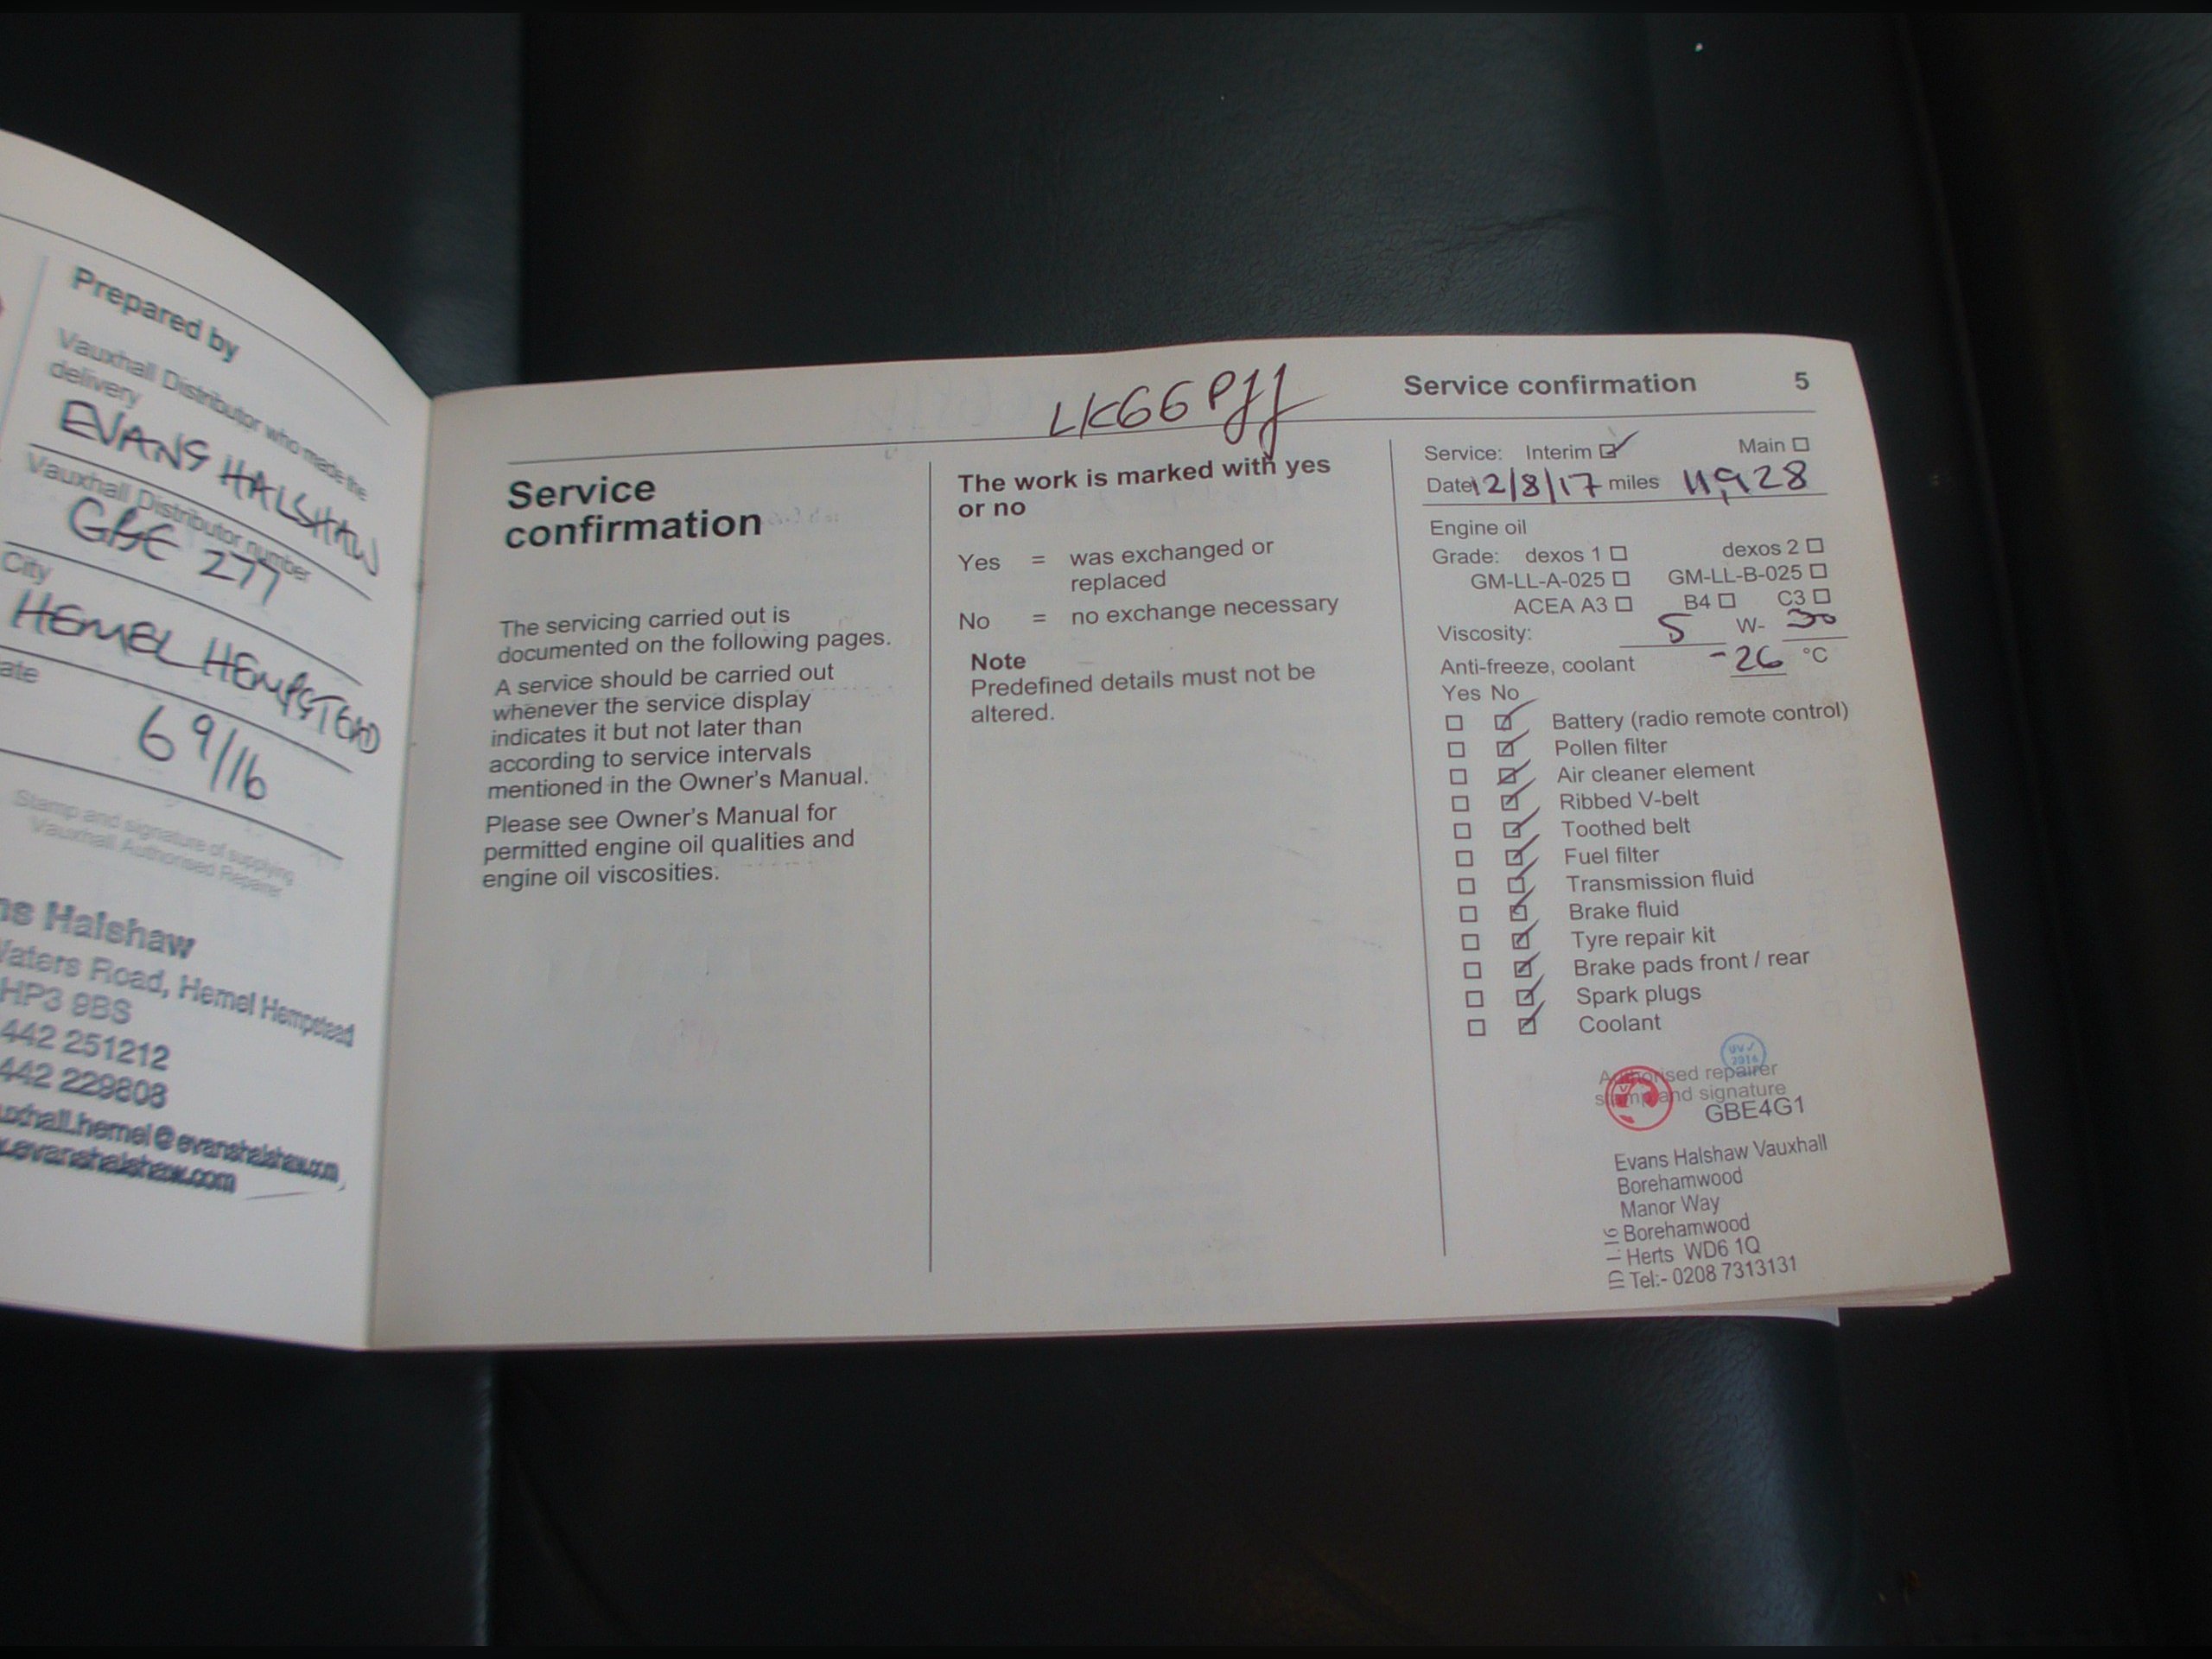 Prepared by
Vauxhall Distributor who made the
delivery
EVANS HALSHAW
Vauxhall Distributor number
GBE 277
City
HEMEL HEMPSTEAD
ate
6 9/16
Stamp and signature of supplying
Vauxhall Authorised Repairer
ns Halshaw
Waters Road, Hemel Hempstead
HP3 9BS
442 251212
442 229808
uxhall.hemel@evanshalshaw.com
w.evanshalshaw.com
LK66PJJ
Service confirmation 5
Service
confirmation
The servicing carried out is
documented on the following pages.
A service should be carried out
whenever the service display
indicates it but not later than
according to service intervals
mentioned in the Owner's Manual.
Please see Owner's Manual for
permitted engine oil qualities and
engine oil viscosities.
The work is marked with yes
or no
Yes = was exchanged or
replaced
No = no exchange necessary
Note
Predefined details must not be
altered.
Service: Interim Main
Date 12/8/17 miles 11,928
Engine oil
Grade: dexos 1 dexos 2
GM-LL-A-025 GM-LL-B-025
ACEA A3 B4 C3
Viscosity: 5 W- 30
Anti-freeze, coolant -26 °C
Yes No
Battery (radio remote control)
Pollen filter
Air cleaner element
Ribbed V-belt
Toothed belt
Fuel filter
Transmission fluid
Brake fluid
Tyre repair kit
Brake pads front / rear
Spark plugs
Coolant
Authorised repairer
stamp and signature
GBE4G1
Evans Halshaw Vauxhall
Borehamwood
Manor Way
Borehamwood
Herts WD6 1Q
Tel:- 0208 7313131